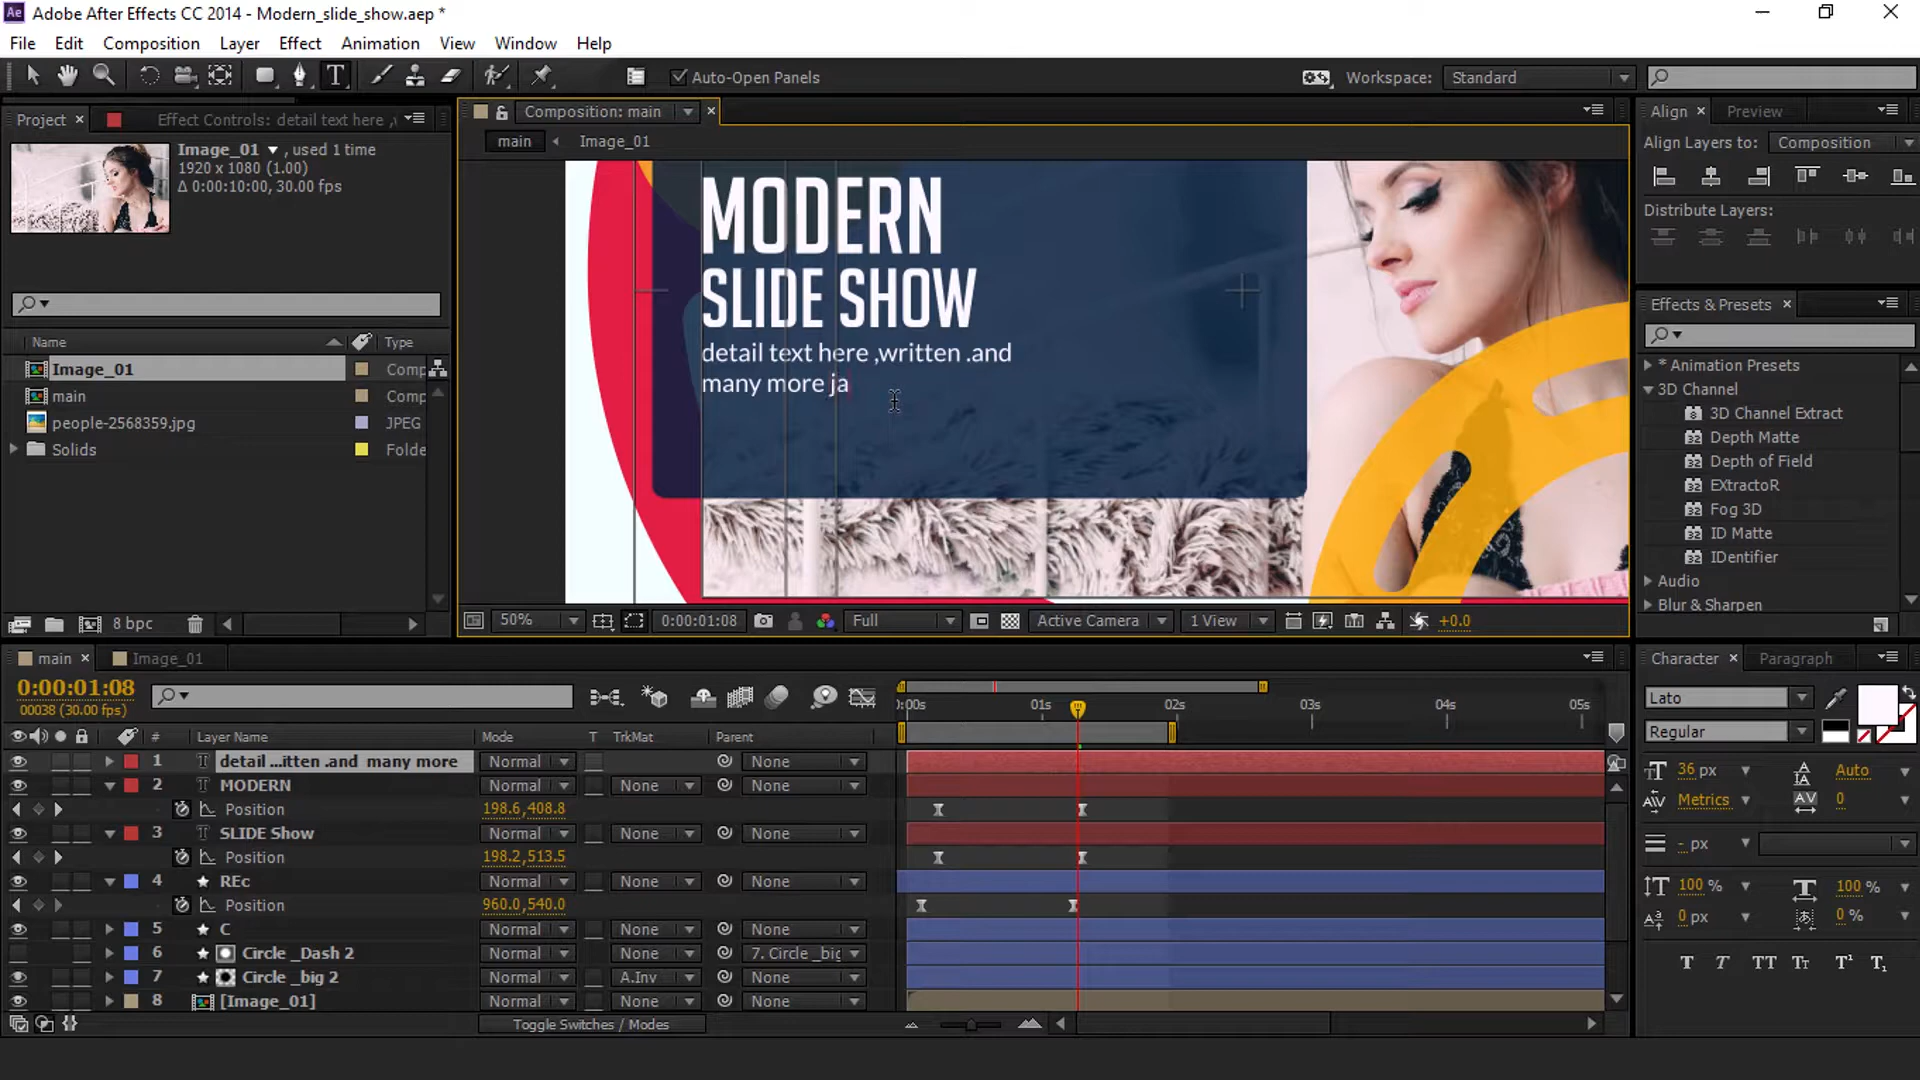 Ae Adobe After Effects CC 2014 - Modern_slide_show.aep *
File Edit Composition Layer Effect Animation View Window Help
T Auto-Open Panels Workspace: Standard
Project Effect Controls: detail text here ,
Composition: main
Align Preview
main Image_01
Image_01 , used 1 time
1920 x 1080 (1.00)
Δ 0:00:10:00, 30.00 fps
Align Layers to: Composition
Distribute Layers:
MODERN
SLIDE SHOW
detail text here ,written .and
many more ja
Name Type
Image_01 Comp
main Comp
people-2568359.jpg JPEG
Solids Folde
8 bpc
Effects & Presets
* Animation Presets
3D Channel
3D Channel Extract
Depth Matte
Depth of Field
EXtractoR
Fog 3D
ID Matte
IDentifier
Audio
Blur & Sharpen
50% 0:00:01:08 Full Active Camera 1 View +0.0
main Image_01
0:00:01:08
00038 (30.00 fps)
0:00s 01s 02s 03s 04s 05s
# Layer Name Mode T TrkMat Parent
1 T detail ...itten .and many more Normal None
2 T MODERN Normal None None
Position 198.6,408.8
3 T SLIDE Show Normal None None
Position 198.2,513.5
4 REc Normal None None
Position 960.0,540.0
5 C Normal None None
6 Circle _Dash 2 Normal None 7. Circle _big
7 Circle _big 2 Normal A.Inv None
8 [Image_01] Normal None None
Toggle Switches / Modes
Character Paragraph
Lato
Regular
36 px Auto
Metrics 0
- px
100 % 100 %
0 px 0 %
T T TT Tt T¹ T₁